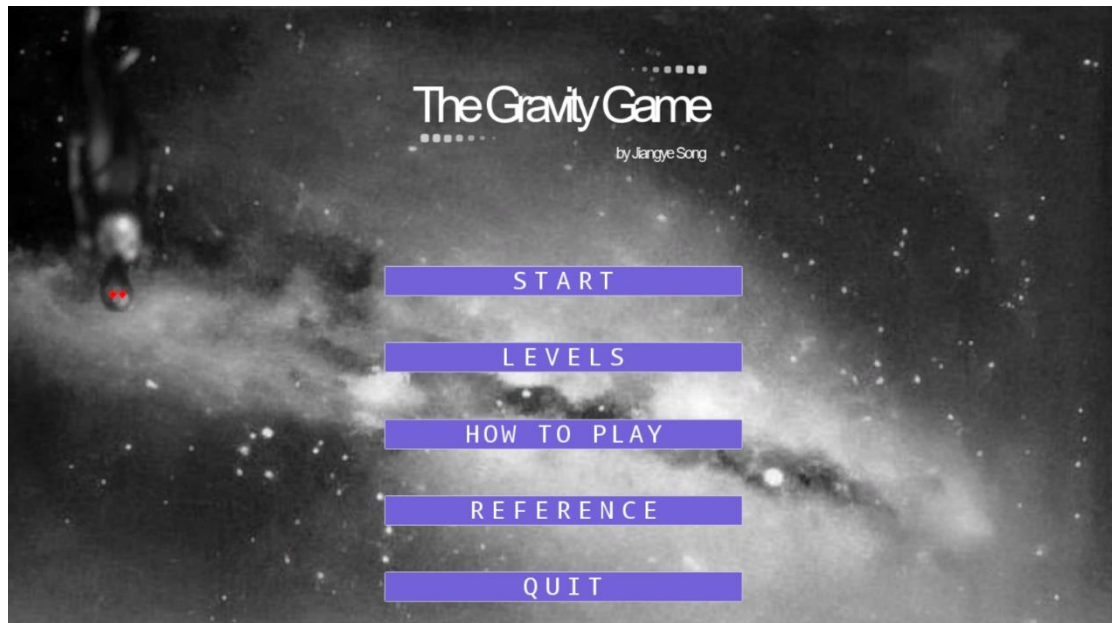 The Gravity Game
by Jiangye Song
START
LEVELS
HOW TO PLAY
REFERENCE
QUIT